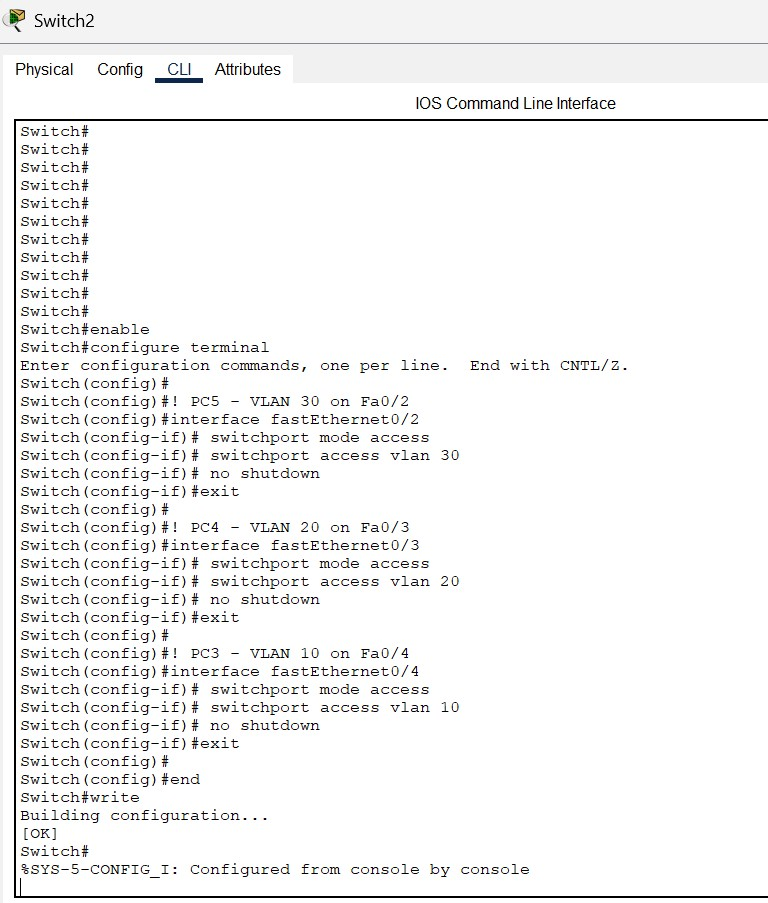 Switch2
Physical Config CLI Attributes
IOS Command Line Interface
Switch#
Switch#
Switch#
Switch#
Switch#
Switch#
Switch#
Switch#
Switch#
Switch#
Switch#
Switch#enable
Switch#configure terminal
Enter configuration commands, one per line.  End with CNTL/Z.
Switch(config)#
Switch(config)#! PC5 - VLAN 30 on Fa0/2
Switch(config)#interface fastEthernet0/2
Switch(config-if)# switchport mode access
Switch(config-if)# switchport access vlan 30
Switch(config-if)# no shutdown
Switch(config-if)#exit
Switch(config)#
Switch(config)#! PC4 - VLAN 20 on Fa0/3
Switch(config)#interface fastEthernet0/3
Switch(config-if)# switchport mode access
Switch(config-if)# switchport access vlan 20
Switch(config-if)# no shutdown
Switch(config-if)#exit
Switch(config)#
Switch(config)#! PC3 - VLAN 10 on Fa0/4
Switch(config)#interface fastEthernet0/4
Switch(config-if)# switchport mode access
Switch(config-if)# switchport access vlan 10
Switch(config-if)# no shutdown
Switch(config-if)#exit
Switch(config)#
Switch(config)#end
Switch#write
Building configuration...
[OK]
Switch#
%SYS-5-CONFIG_I: Configured from console by console